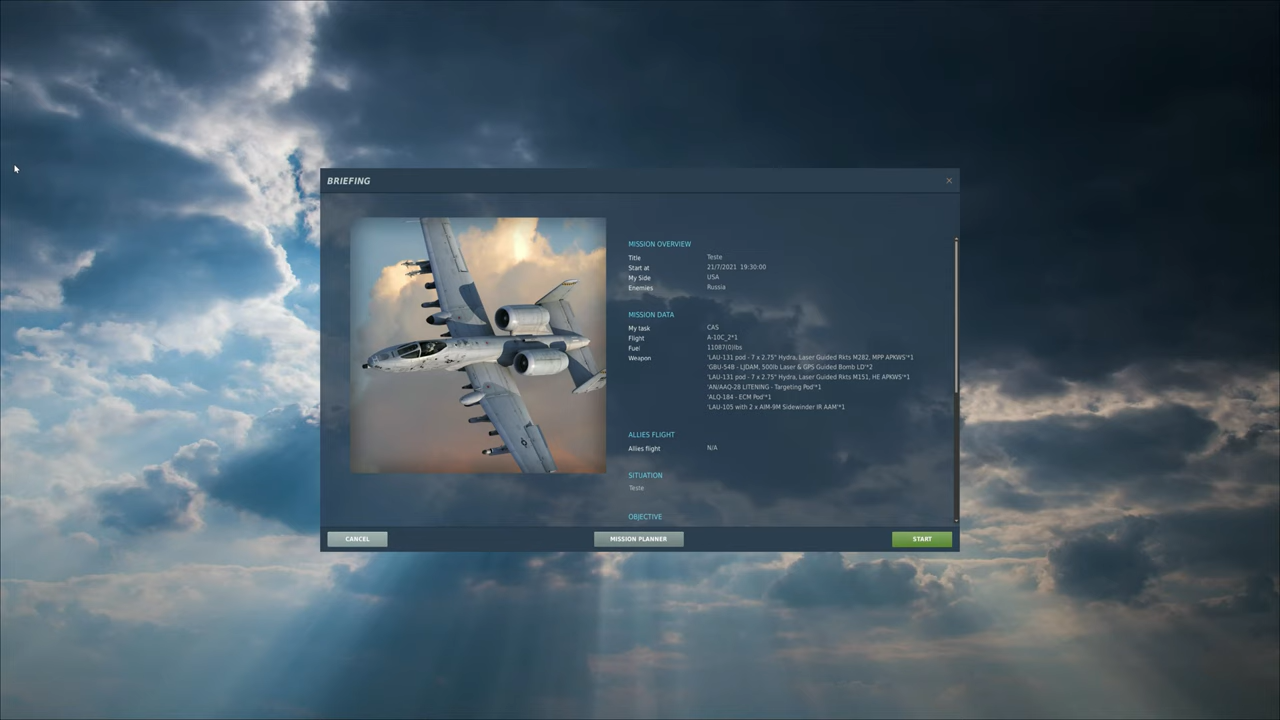 BRIEFING
MISSION OVERVIEW
Title Teste
Start at 21/7/2021 19:30:00
My Side USA
Enemies Russia
MISSION DATA
My task CAS
Flight A-10C_2*1
Fuel 11087(0)lbs
Weapon 'LAU-131 pod - 7 x 2.75" Hydra, Laser Guided Rkts M282, MPP APKWS'*1
'GBU-54B - LJDAM, 500lb Laser & GPS Guided Bomb LD'*2
'LAU-131 pod - 7 x 2.75" Hydra, Laser Guided Rkts M151, HE APKWS'*1
'AN/AAQ-28 LITENING - Targeting Pod'*1
'ALQ-184 - ECM Pod'*1
'LAU-105 with 2 x AIM-9M Sidewinder IR AAM'*1
ALLIES FLIGHT
Allies flight N/A
SITUATION
Teste
OBJECTIVE
CANCEL
MISSION PLANNER
START